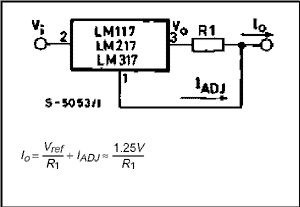 Vi 2 LM117 LM217 LM317 3 Vo R1 Io
1 IADJ
S-5053/1
Io = Vref/R1 + IADJ ≈ 1.25V/R1